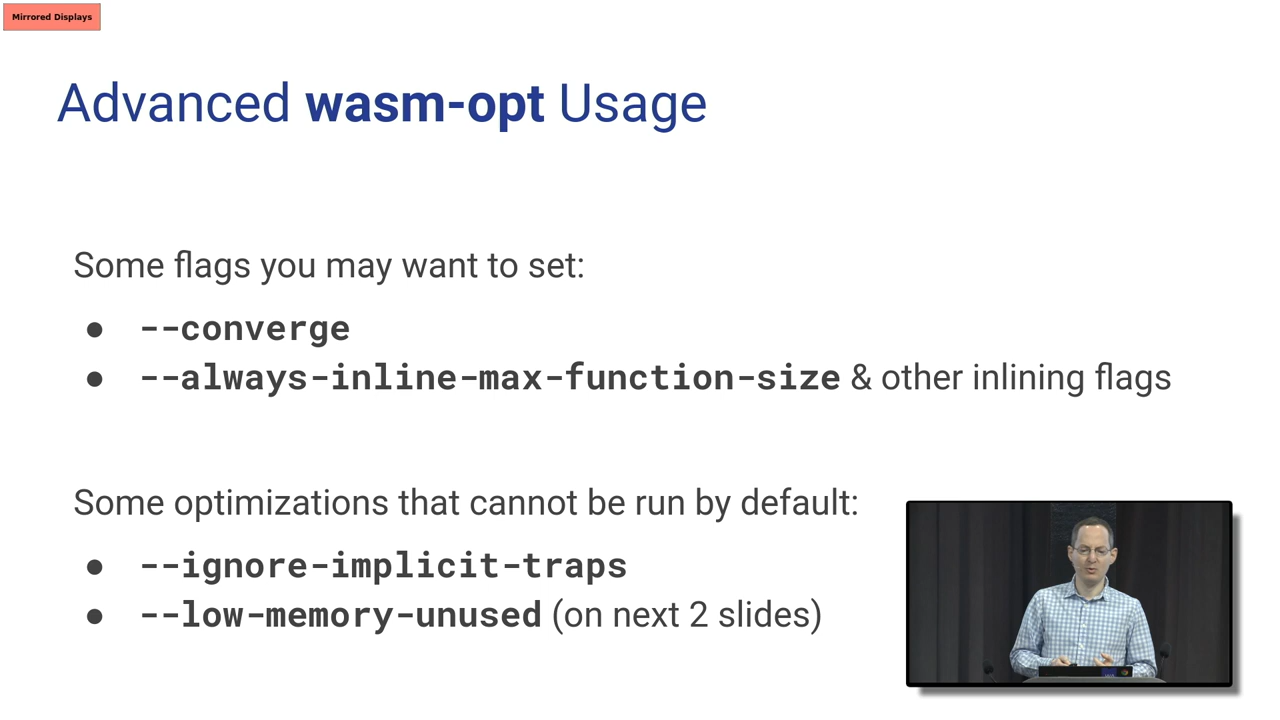 Mirrored Displays
Advanced wasm-opt Usage
Some flags you may want to set:
● --converge
● --always-inline-max-function-size & other inlining flags
Some optimizations that cannot be run by default:
● --ignore-implicit-traps
● --low-memory-unused (on next 2 slides)